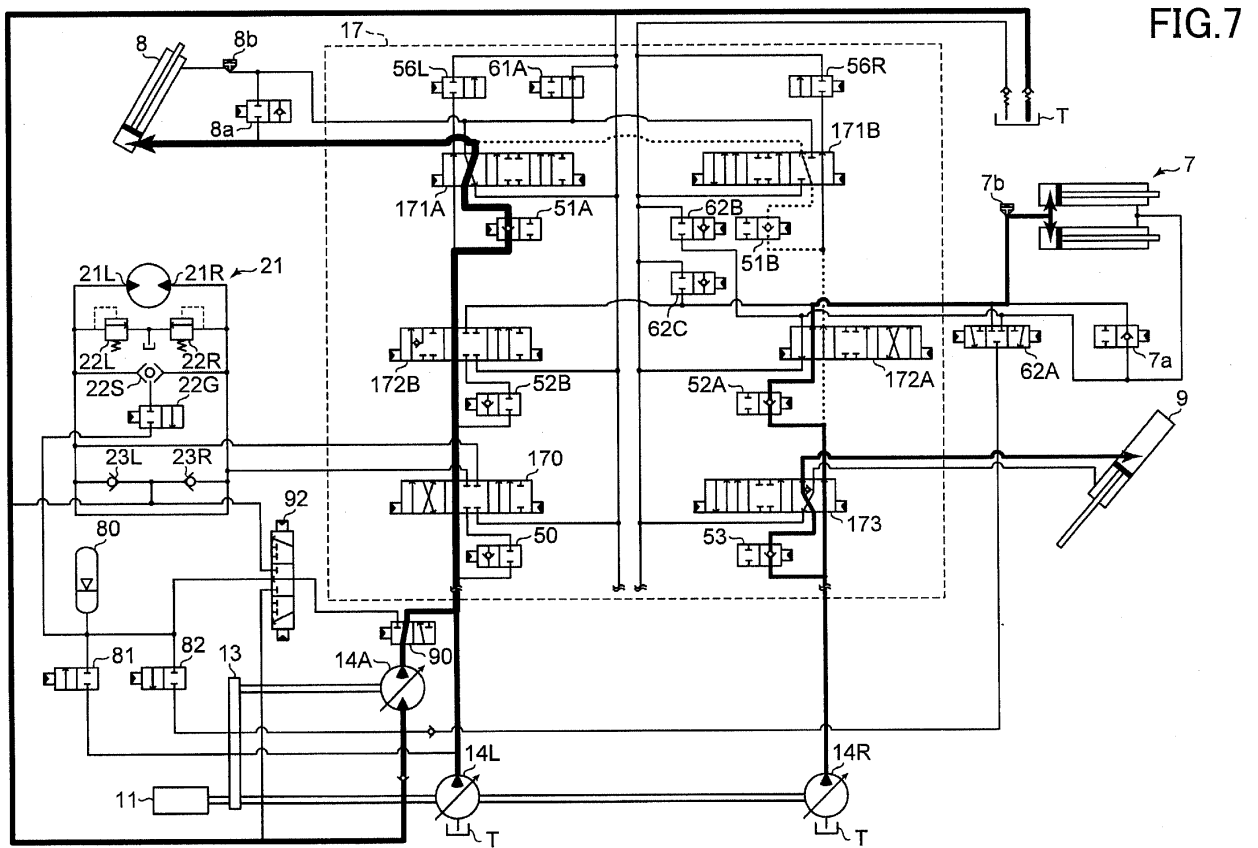 FIG.7
17
8
8b
56L
61A
56R
T
8a
171B
171A
51A
62B
51B
7b
7
21L
21R
21
62C
22L
22R
172B
172A
62A
7a
22S
22G
52B
52A
9
23L
23R
170
173
92
50
53
80
81
82
13
14A
90
14L
14R
11
T
T